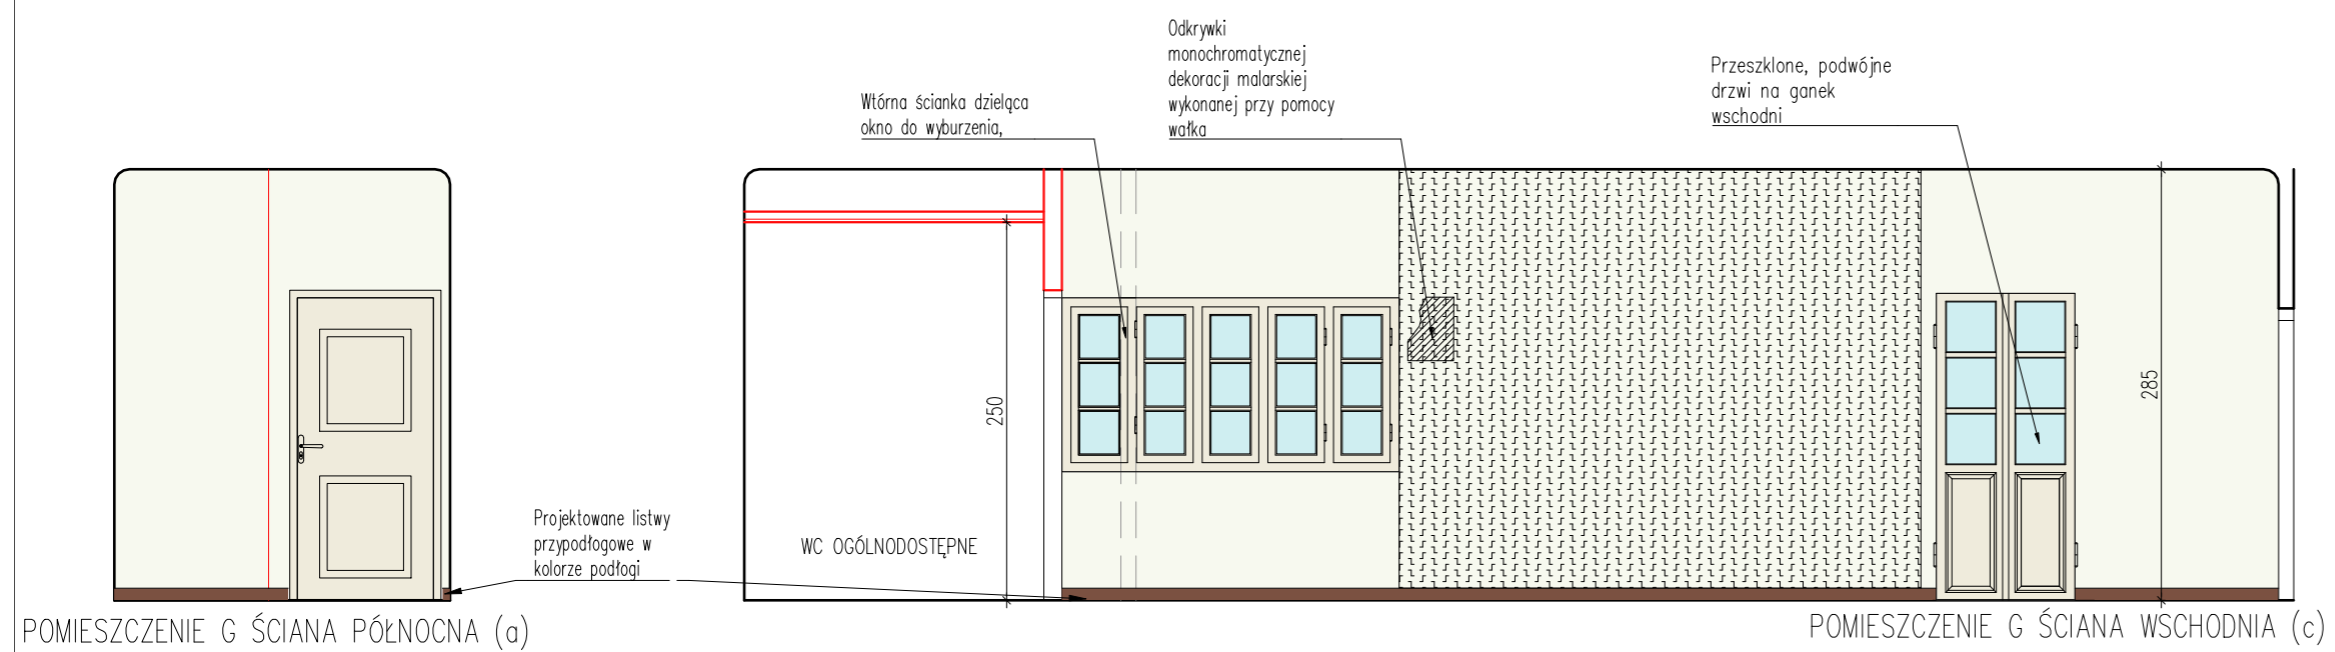 Odkrywki
monochromatycznej
dekoracji malarskiej
wykonanej przy pomocy
wałka
Przeszklone, podwójne
drzwi na ganek
wschodni
Wtórna ścianka dzieląca
okno do wyburzenia,
250
285
Projektowane listwy
przypodłogowe w
kolorze podłogi
WC OGÓLNODOSTĘPNE
POMIESZCZENIE G ŚCIANA PÓŁNOCNA (a)
POMIESZCZENIE G ŚCIANA WSCHODNIA (c)